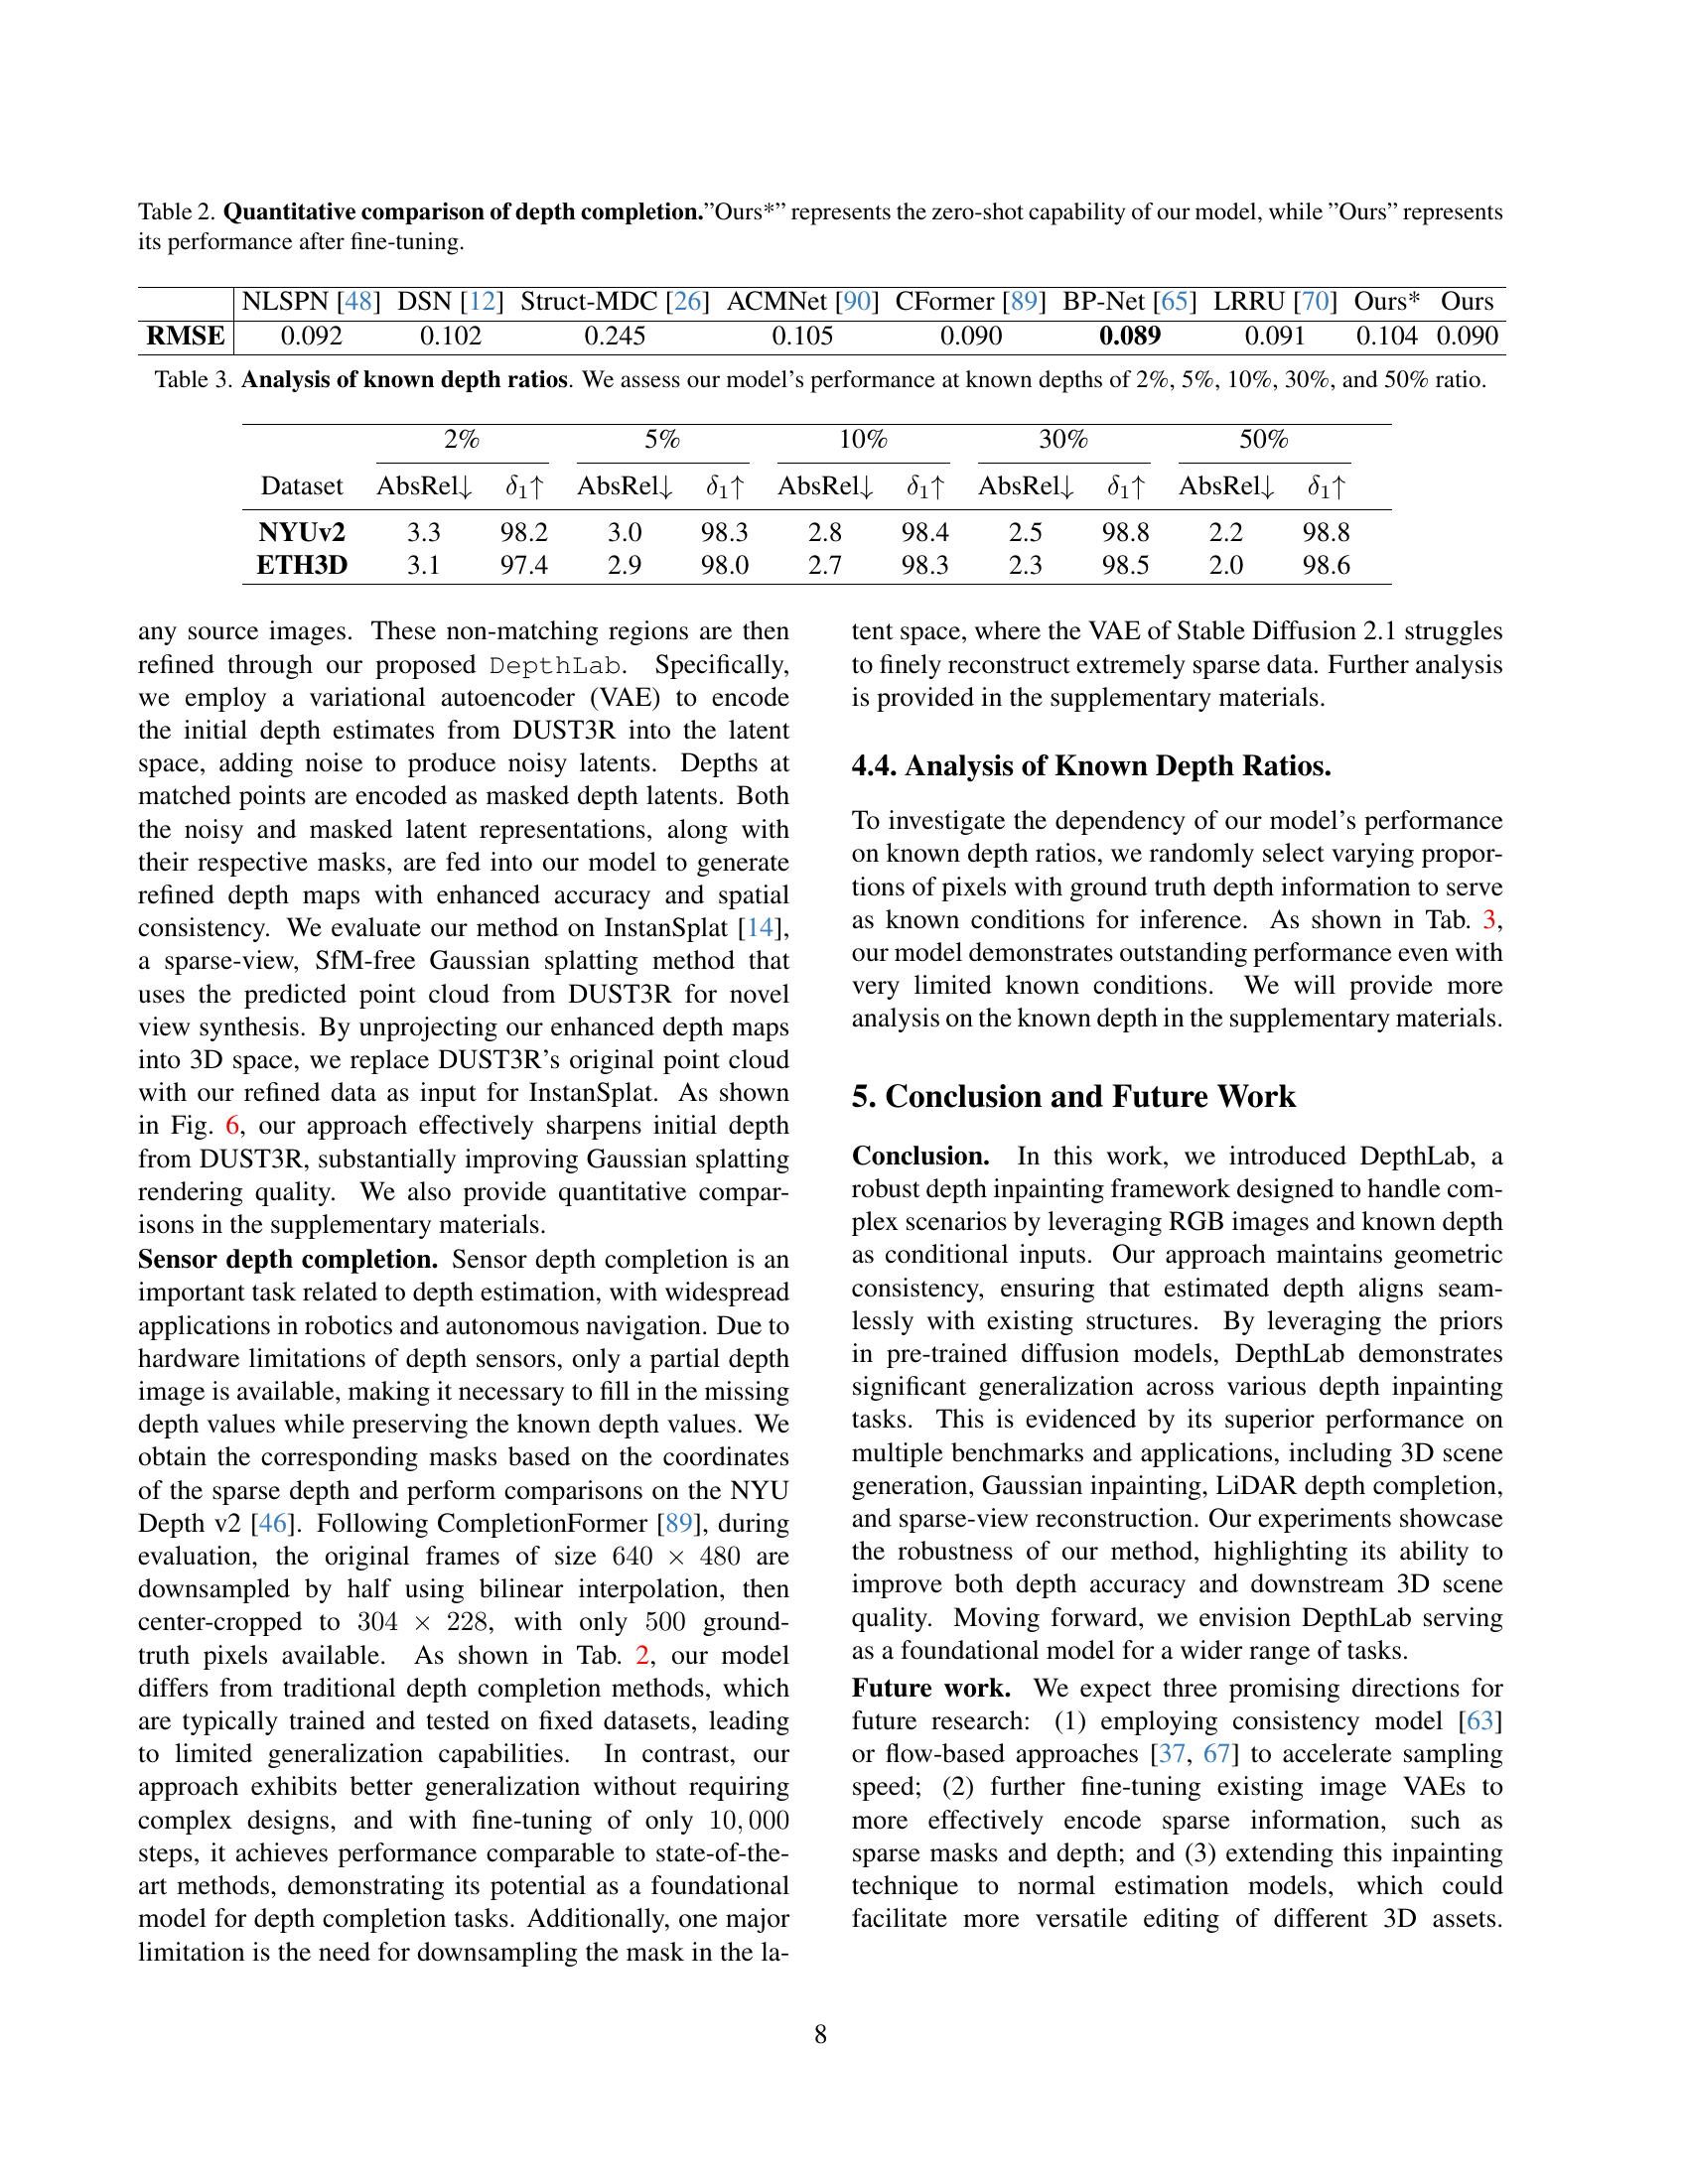 Table 2. Quantitative comparison of depth completion.”Ours*” represents the zero-shot capability of our model, while ”Ours” represents
its performance after fine-tuning.
NLSPN [48] DSN [12] Struct-MDC [26] ACMNet [90] CFormer [89] BP-Net [65] LRRU [70] Ours* Ours
RMSE 0.092 0.102 0.245 0.105 0.090 0.089 0.091 0.104 0.090
Table 3. Analysis of known depth ratios. We assess our model’s performance at known depths of 2%, 5%, 10%, 30%, and 50% ratio.
2% 5% 10% 30% 50%
Dataset AbsRel↓ δ₁↑ AbsRel↓ δ₁↑ AbsRel↓ δ₁↑ AbsRel↓ δ₁↑ AbsRel↓ δ₁↑
NYUv2 3.3 98.2 3.0 98.3 2.8 98.4 2.5 98.8 2.2 98.8
ETH3D 3.1 97.4 2.9 98.0 2.7 98.3 2.3 98.5 2.0 98.6
any source images. These non-matching regions are then
refined through our proposed DepthLab. Specifically,
we employ a variational autoencoder (VAE) to encode
the initial depth estimates from DUST3R into the latent
space, adding noise to produce noisy latents. Depths at
matched points are encoded as masked depth latents. Both
the noisy and masked latent representations, along with
their respective masks, are fed into our model to generate
refined depth maps with enhanced accuracy and spatial
consistency. We evaluate our method on InstanSplat [14],
a sparse-view, SfM-free Gaussian splatting method that
uses the predicted point cloud from DUST3R for novel
view synthesis. By unprojecting our enhanced depth maps
into 3D space, we replace DUST3R’s original point cloud
with our refined data as input for InstanSplat. As shown
in Fig. 6, our approach effectively sharpens initial depth
from DUST3R, substantially improving Gaussian splatting
rendering quality. We also provide quantitative compar-
isons in the supplementary materials.
Sensor depth completion. Sensor depth completion is an
important task related to depth estimation, with widespread
applications in robotics and autonomous navigation. Due to
hardware limitations of depth sensors, only a partial depth
image is available, making it necessary to fill in the missing
depth values while preserving the known depth values. We
obtain the corresponding masks based on the coordinates
of the sparse depth and perform comparisons on the NYU
Depth v2 [46]. Following CompletionFormer [89], during
evaluation, the original frames of size 640 × 480 are
downsampled by half using bilinear interpolation, then
center-cropped to 304 × 228, with only 500 ground-
truth pixels available. As shown in Tab. 2, our model
differs from traditional depth completion methods, which
are typically trained and tested on fixed datasets, leading
to limited generalization capabilities. In contrast, our
approach exhibits better generalization without requiring
complex designs, and with fine-tuning of only 10, 000
steps, it achieves performance comparable to state-of-the-
art methods, demonstrating its potential as a foundational
model for depth completion tasks. Additionally, one major
limitation is the need for downsampling the mask in the la-
tent space, where the VAE of Stable Diffusion 2.1 struggles
to finely reconstruct extremely sparse data. Further analysis
is provided in the supplementary materials.
4.4. Analysis of Known Depth Ratios.
To investigate the dependency of our model’s performance
on known depth ratios, we randomly select varying propor-
tions of pixels with ground truth depth information to serve
as known conditions for inference. As shown in Tab. 3,
our model demonstrates outstanding performance even with
very limited known conditions. We will provide more
analysis on the known depth in the supplementary materials.
5. Conclusion and Future Work
Conclusion. In this work, we introduced DepthLab, a
robust depth inpainting framework designed to handle com-
plex scenarios by leveraging RGB images and known depth
as conditional inputs. Our approach maintains geometric
consistency, ensuring that estimated depth aligns seam-
lessly with existing structures. By leveraging the priors
in pre-trained diffusion models, DepthLab demonstrates
significant generalization across various depth inpainting
tasks. This is evidenced by its superior performance on
multiple benchmarks and applications, including 3D scene
generation, Gaussian inpainting, LiDAR depth completion,
and sparse-view reconstruction. Our experiments showcase
the robustness of our method, highlighting its ability to
improve both depth accuracy and downstream 3D scene
quality. Moving forward, we envision DepthLab serving
as a foundational model for a wider range of tasks.
Future work. We expect three promising directions for
future research: (1) employing consistency model [63]
or flow-based approaches [37, 67] to accelerate sampling
speed; (2) further fine-tuning existing image VAEs to
more effectively encode sparse information, such as
sparse masks and depth; and (3) extending this inpainting
technique to normal estimation models, which could
facilitate more versatile editing of different 3D assets.
8